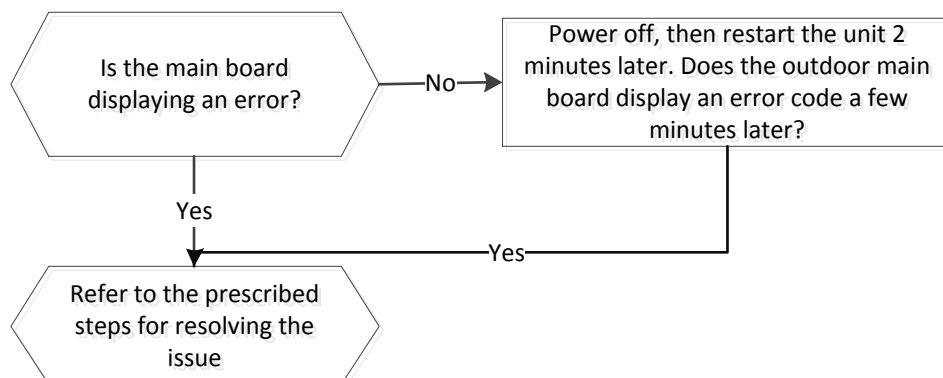 Is the main board
displaying an error?
No
Power off, then restart the unit 2
minutes later. Does the outdoor main
board display an error code a few
minutes later?
Yes
Yes
Refer to the prescribed
steps for resolving the
issue